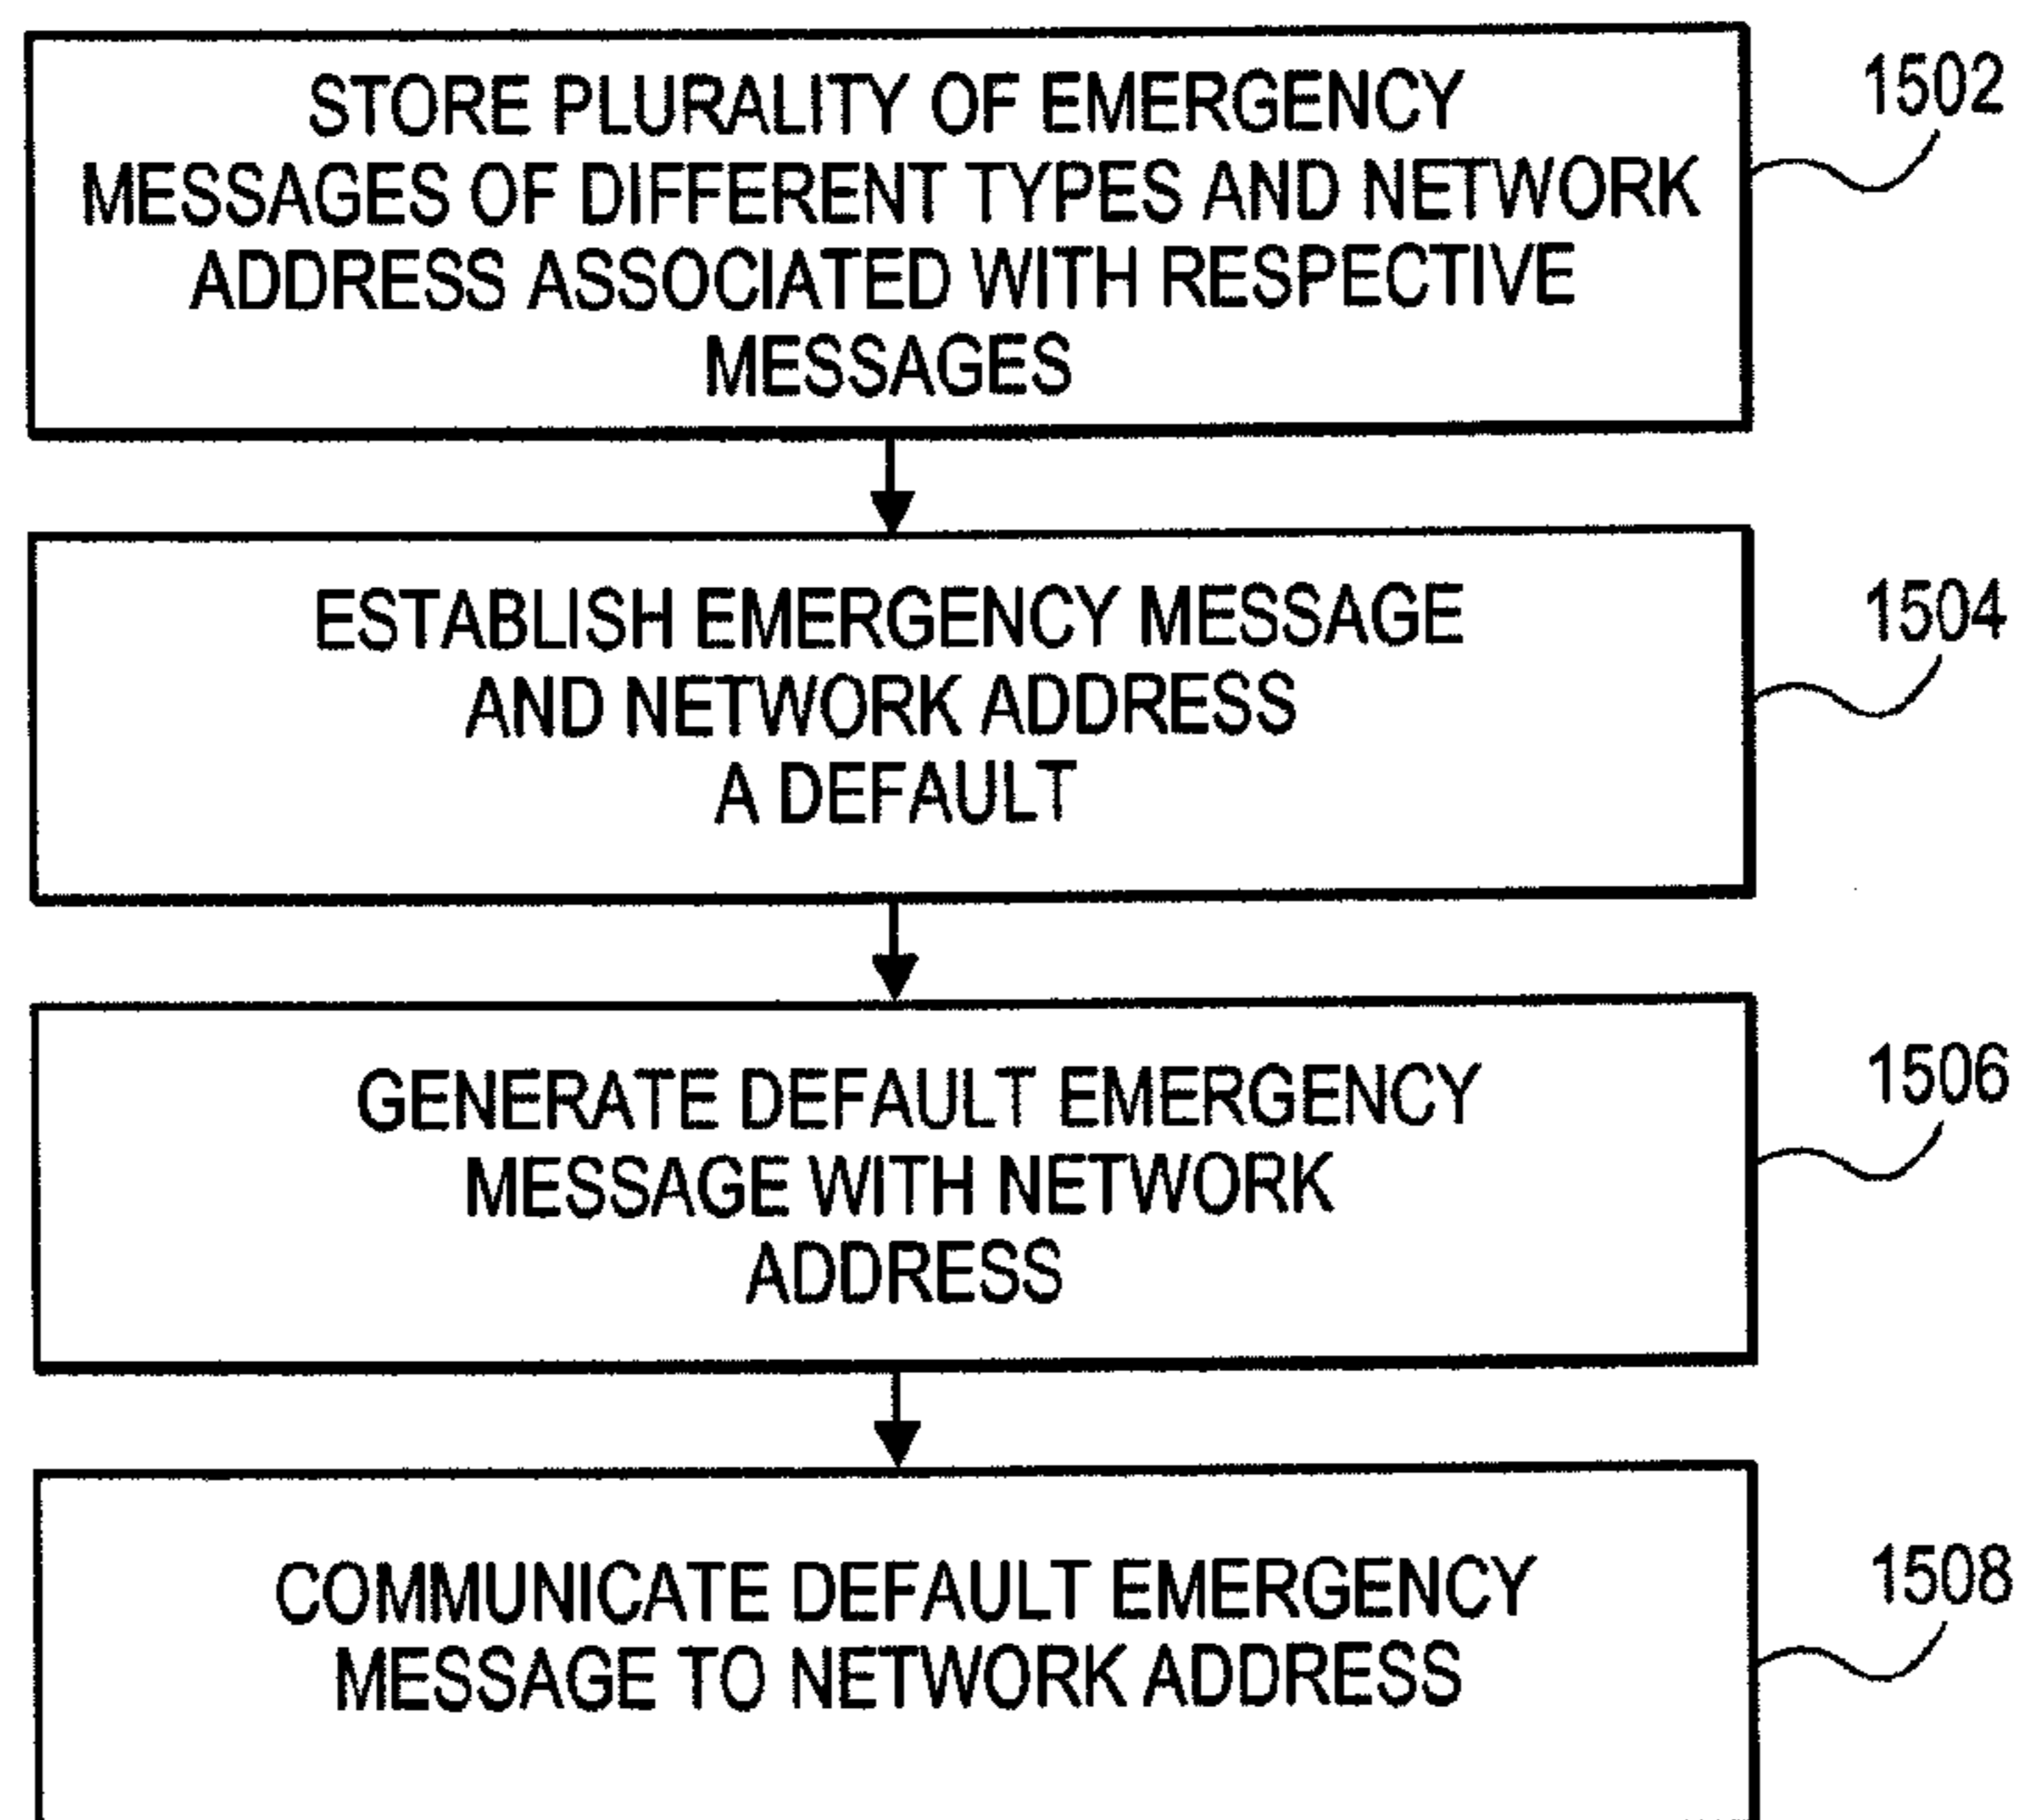 STORE PLURALITY OF EMERGENCY
MESSAGES OF DIFFERENT TYPES AND NETWORK
ADDRESS ASSOCIATED WITH RESPECTIVE
MESSAGES
1502
ESTABLISH EMERGENCY MESSAGE
AND NETWORK ADDRESS
A DEFAULT
1504
GENERATE DEFAULT EMERGENCY
MESSAGE WITH NETWORK
ADDRESS
1506
COMMUNICATE DEFAULT EMERGENCY
MESSAGE TO NETWORK ADDRESS
1508